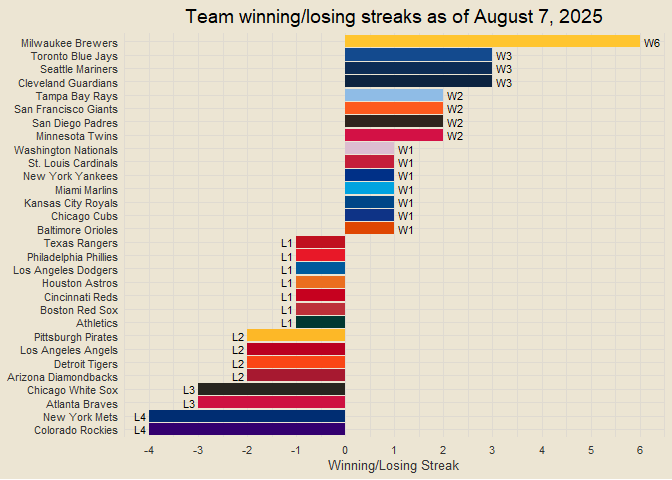 Team winning/losing streaks as of August 7, 2025
Milwaukee Brewers W6
Toronto Blue Jays W3
Seattle Mariners W3
Cleveland Guardians W3
Tampa Bay Rays W2
San Francisco Giants W2
San Diego Padres W2
Minnesota Twins W2
Washington Nationals W1
St. Louis Cardinals W1
New York Yankees W1
Miami Marlins W1
Kansas City Royals W1
Chicago Cubs W1
Baltimore Orioles W1
Texas Rangers L1
Philadelphia Phillies L1
Los Angeles Dodgers L1
Houston Astros L1
Cincinnati Reds L1
Boston Red Sox L1
Athletics L1
Pittsburgh Pirates L2
Los Angeles Angels L2
Detroit Tigers L2
Arizona Diamondbacks L2
Chicago White Sox L3
Atlanta Braves L3
New York Mets L4
Colorado Rockies L4
-4 -3 -2 -1 0 1 2 3 4 5 6
Winning/Losing Streak